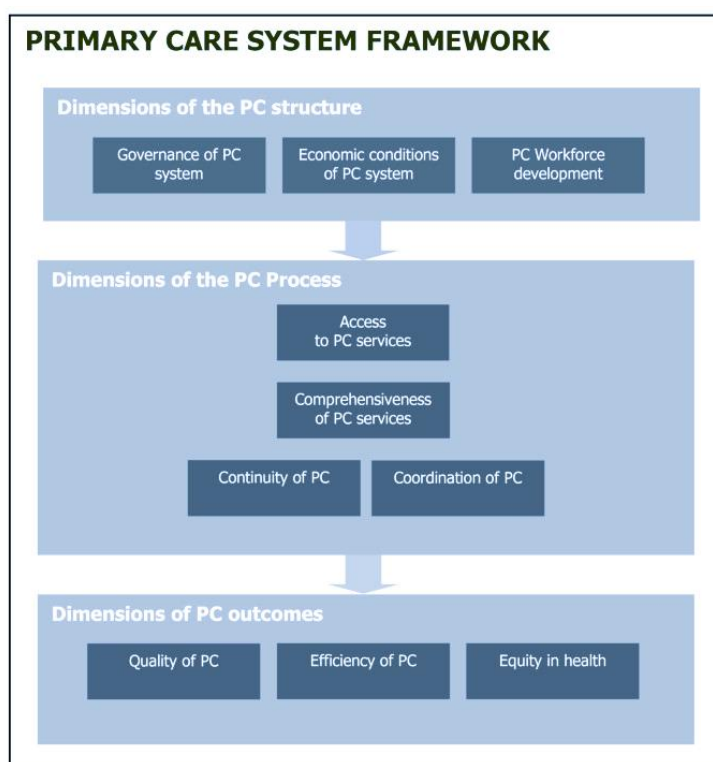 PRIMARY CARE SYSTEM FRAMEWORK
Dimensions of the PC structure
Governance of PC
system
Economic conditions
of PC system
PC Workforce
development
Dimensions of the PC Process
Access
to PC services
Comprehensiveness
of PC services
Continuity of PC
Coordination of PC
Dimensions of PC outcomes
Quality of PC
Efficiency of PC
Equity in health